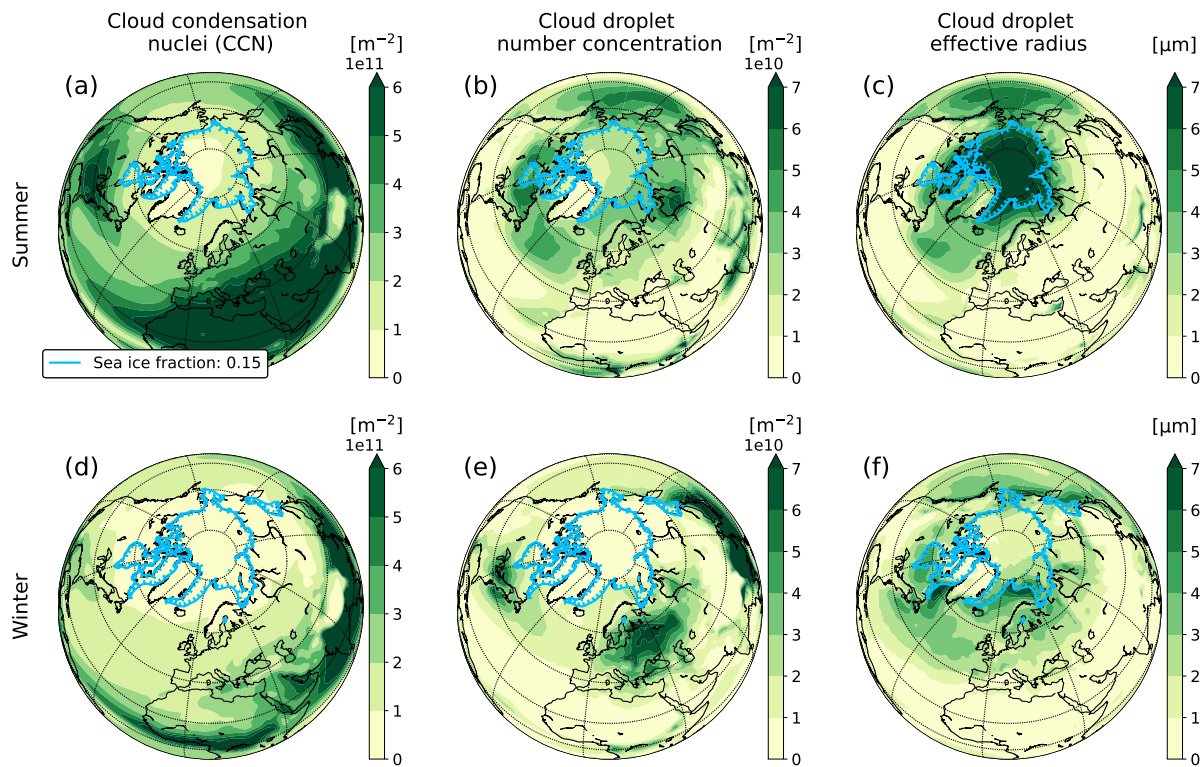 Cloud condensation
nuclei (CCN)
Cloud droplet
number concentration
Cloud droplet
effective radius
[m⁻²]
1e11
[m⁻²]
1e10
[μm]
(a)
(b)
(c)
Summer
6
5
4
3
2
1
0
7
6
5
4
3
2
1
0
7
6
5
4
3
2
1
0
Sea ice fraction: 0.15
[m⁻²]
1e11
[m⁻²]
1e10
[μm]
(d)
(e)
(f)
Winter
6
5
4
3
2
1
0
7
6
5
4
3
2
1
0
7
6
5
4
3
2
1
0